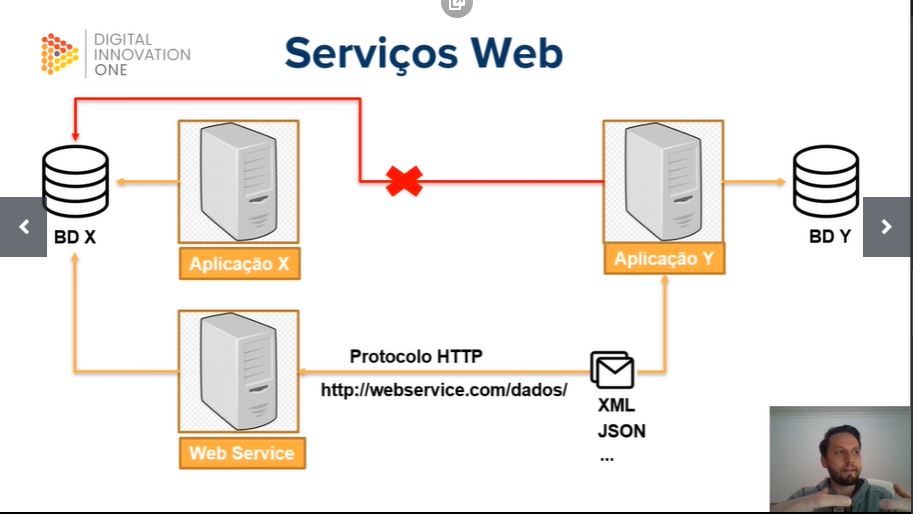 DIGITAL
INNOVATION
ONE
Serviços Web
BD X
Aplicação X
Aplicação Y
BD Y
Protocolo HTTP
http://webservice.com/dados/
XML
JSON
...
Web Service